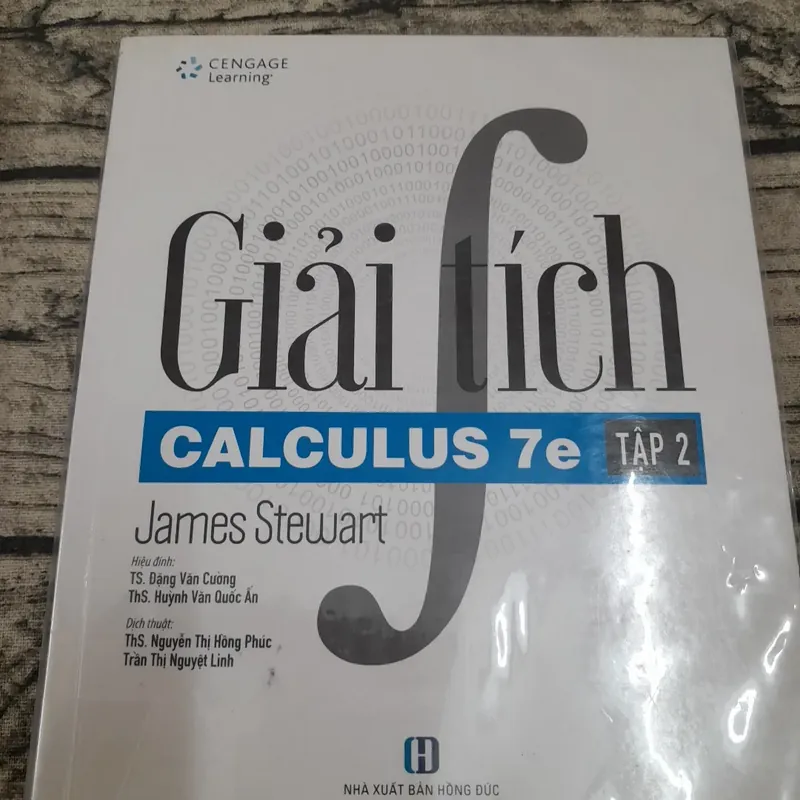 CENGAGE
Learning
Giải tích
CALCULUS 7e TẬP 2
James Stewart
Hiệu đính:
TS. Đặng Văn Cường
ThS. Huỳnh Văn Quốc Ấn
Dịch thuật:
ThS. Nguyễn Thị Hồng Phúc
Trần Thị Nguyệt Linh
NHÀ XUẤT BẢN HỒNG ĐỨC